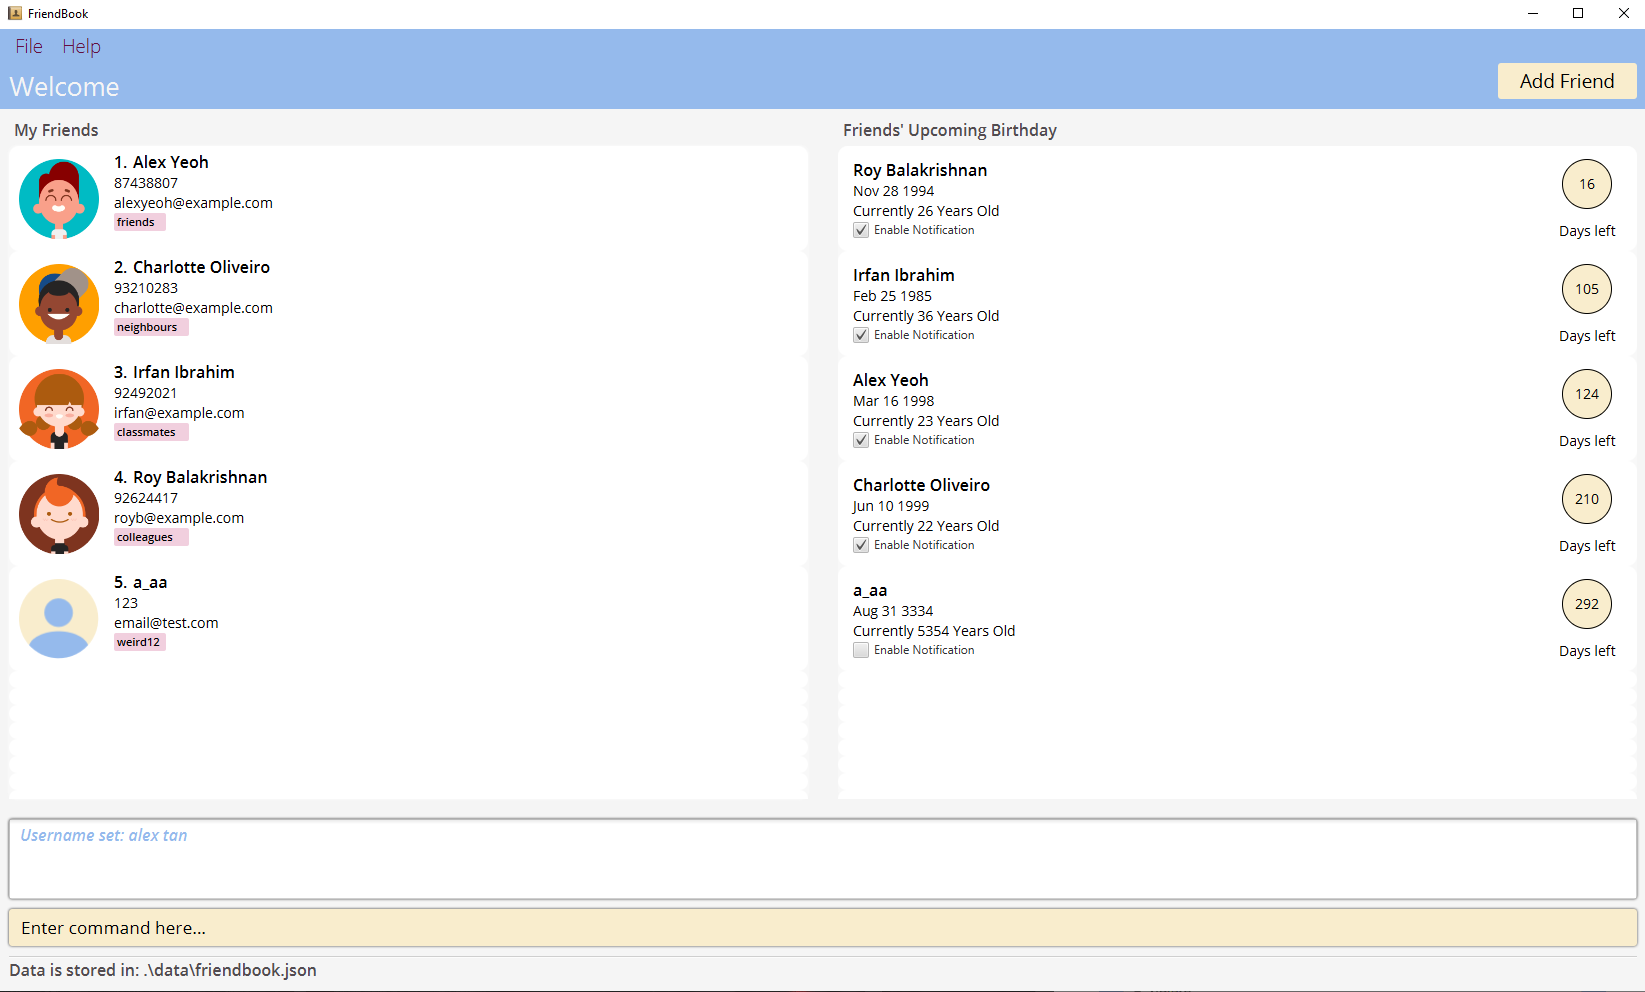 FriendBook
File Help
Welcome
Add Friend
My Friends
1. Alex Yeoh
87438807
alexyeoh@example.com
friends
2. Charlotte Oliveiro
93210283
charlotte@example.com
neighbours
3. Irfan Ibrahim
92492021
irfan@example.com
classmates
4. Roy Balakrishnan
92624417
royb@example.com
colleagues
5. a_aa
123
email@test.com
weird12
Friends' Upcoming Birthday
Roy Balakrishnan
Nov 28 1994
Currently 26 Years Old
Enable Notification
16
Days left
Irfan Ibrahim
Feb 25 1985
Currently 36 Years Old
Enable Notification
105
Days left
Alex Yeoh
Mar 16 1998
Currently 23 Years Old
Enable Notification
124
Days left
Charlotte Oliveiro
Jun 10 1999
Currently 22 Years Old
Enable Notification
210
Days left
a_aa
Aug 31 3334
Currently 5354 Years Old
Enable Notification
292
Days left
Username set: alex tan
Enter command here...
Data is stored in: .\data\friendbook.json